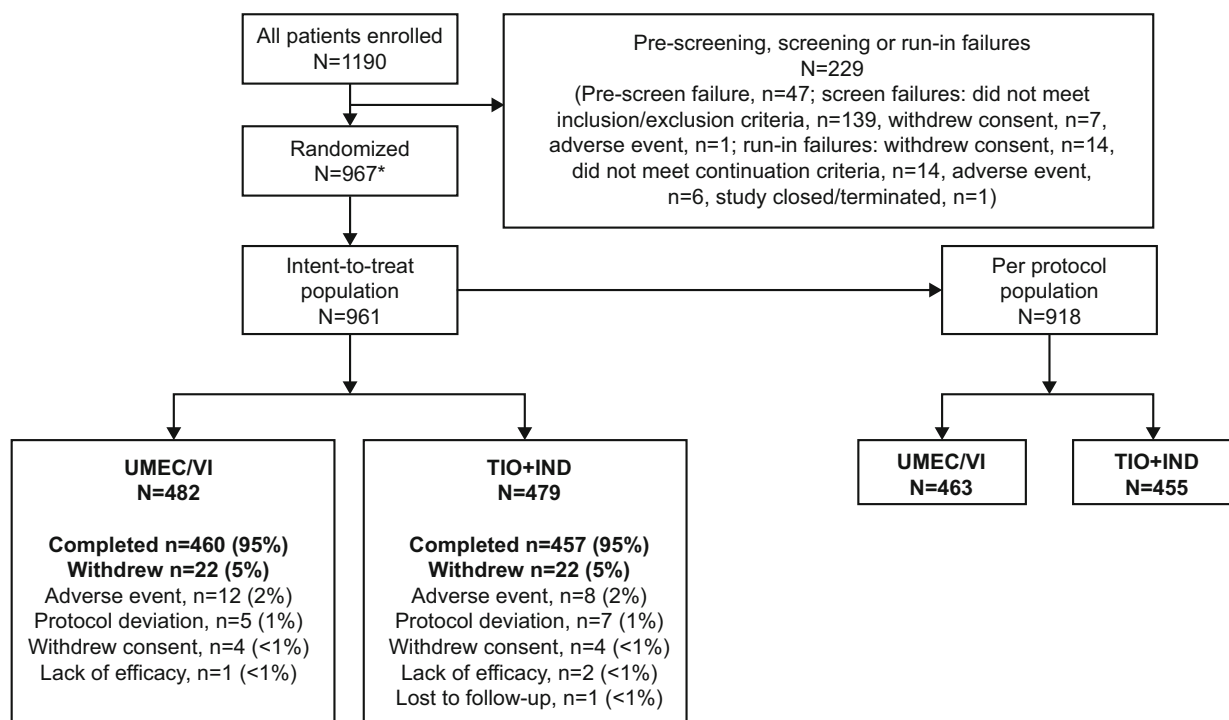 All patients enrolled
N=1190
Pre-screening, screening or run-in failures
N=229
(Pre-screen failure, n=47; screen failures: did not meet
inclusion/exclusion criteria, n=139, withdrew consent, n=7,
adverse event, n=1; run-in failures: withdrew consent, n=14,
did not meet continuation criteria, n=14, adverse event,
n=6, study closed/terminated, n=1)
Randomized
N=967*
Intent-to-treat
population
N=961
Per protocol
population
N=918
UMEC/VI
N=482
Completed n=460 (95%)
Withdrew n=22 (5%)
Adverse event, n=12 (2%)
Protocol deviation, n=5 (1%)
Withdrew consent, n=4 (<1%)
Lack of efficacy, n=1 (<1%)
TIO+IND
N=479
Completed n=457 (95%)
Withdrew n=22 (5%)
Adverse event, n=8 (2%)
Protocol deviation, n=7 (1%)
Withdrew consent, n=4 (<1%)
Lack of efficacy, n=2 (<1%)
Lost to follow-up, n=1 (<1%)
UMEC/VI
N=463
TIO+IND
N=455